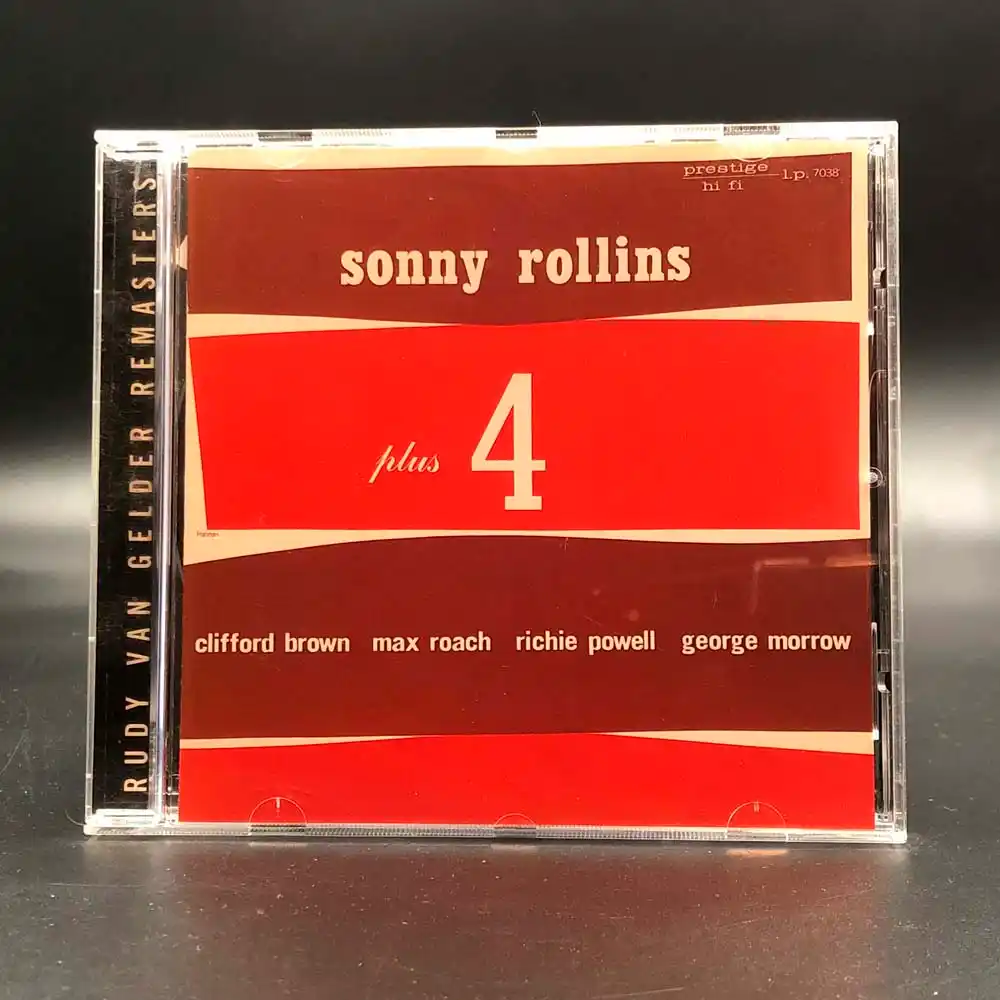 RUDY VAN GELDER REMASTERS
prestige
hi fi
l.p. 7038
sonny rollins
plus 4
clifford brown max roach richie powell george morrow